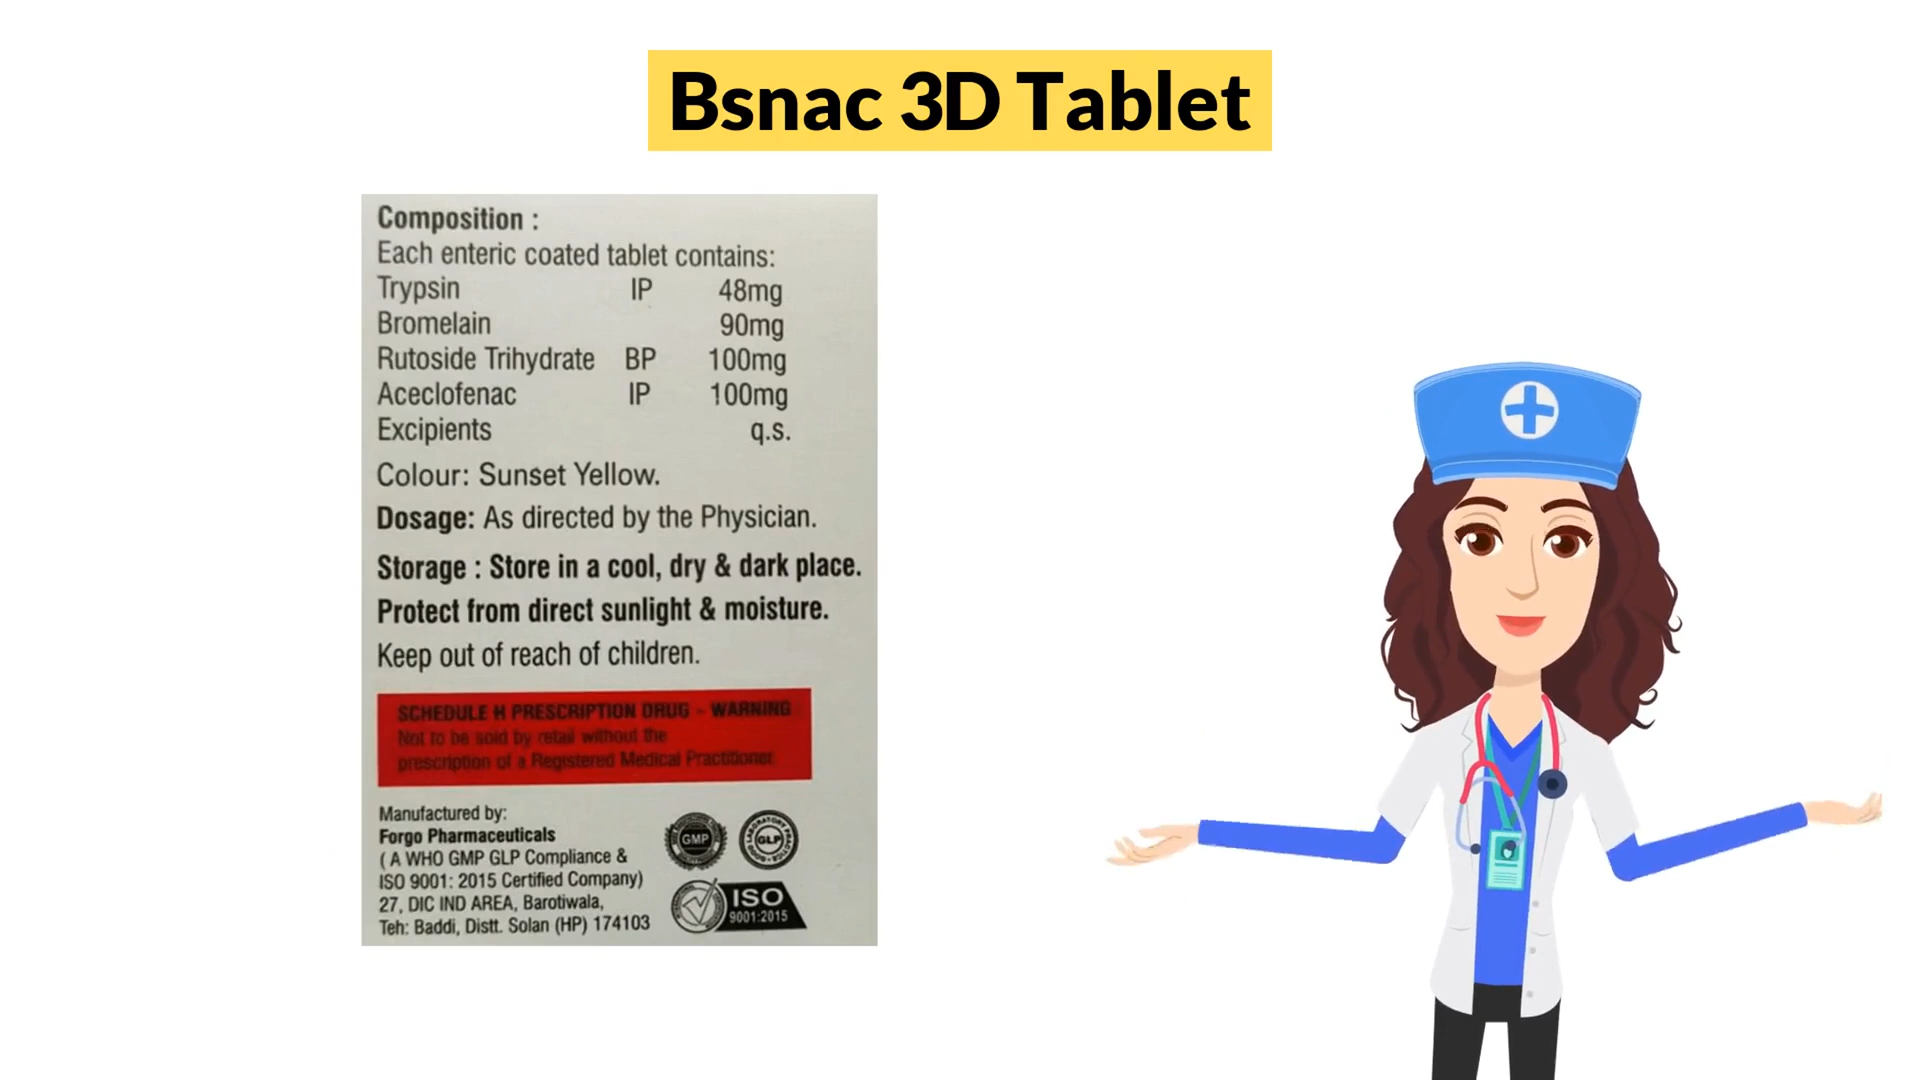 Bsnac 3D Tablet
Composition :
Each enteric coated tablet contains:
Trypsin IP 48mg
Bromelain 90mg
Rutoside Trihydrate BP 100mg
Aceclofenac IP 100mg
Excipients q.s.
Colour: Sunset Yellow.
Dosage: As directed by the Physician.
Storage : Store in a cool, dry & dark place.
Protect from direct sunlight & moisture.
Keep out of reach of children.
SCHEDULE H PRESCRIPTION DRUG - WARNING
Not to be sold by retail without the
prescription of a Registered Medical Practitioner
Manufactured by:
Forgo Pharmaceuticals
( A WHO GMP GLP Compliance &
ISO 9001: 2015 Certified Company)
27, DIC IND AREA, Barotiwala,
Teh: Baddi, Distt. Solan (HP) 174103
GMP
GLP
ISO
9001:2015